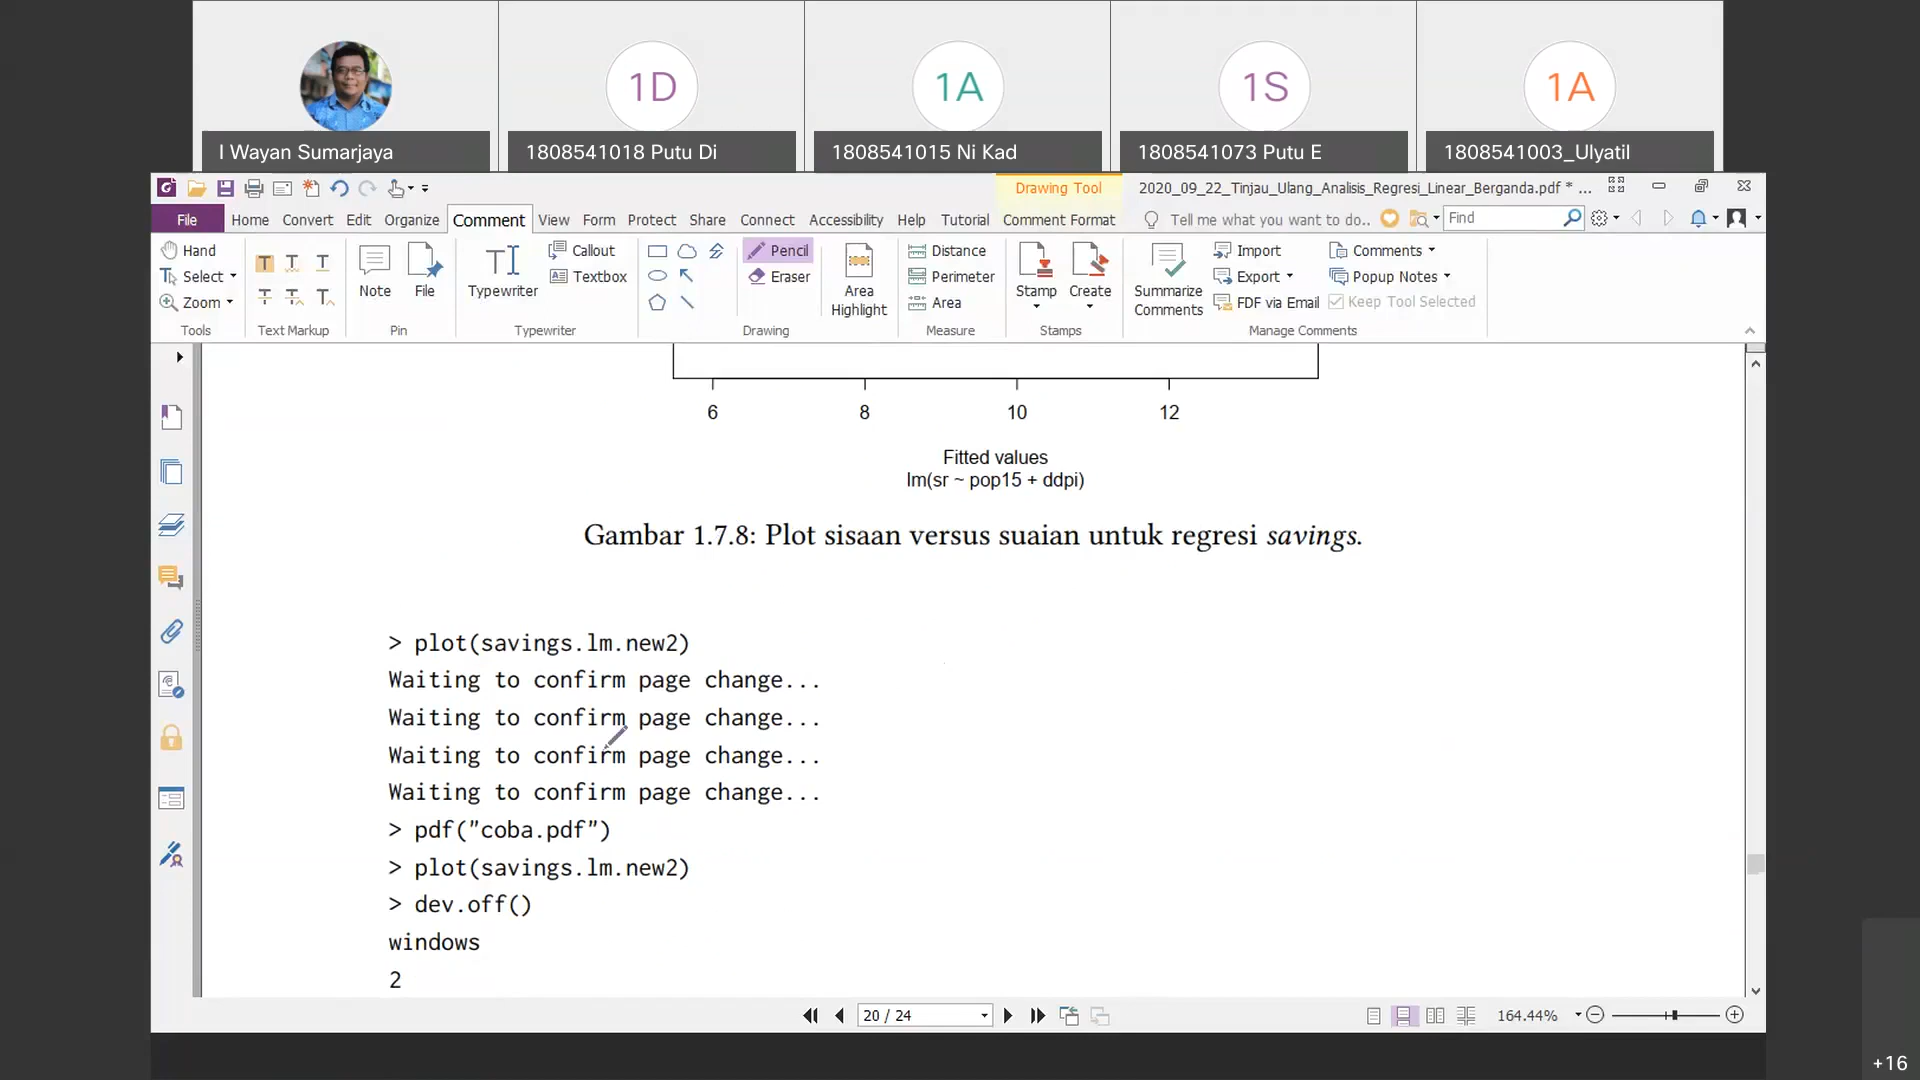 1D
1A
1S
1A
I Wayan Sumarjaya
1808541018 Putu Di
1808541015 Ni Kad
1808541073 Putu E
1808541003_Ulyatil
Drawing Tool
2020_09_22_Tinjau_Ulang_Analisis_Regresi_Linear_Berganda.pdf * ...
File Home Convert Edit Organize Comment View Form Protect Share Connect Accessibility Help Tutorial Comment Format Tell me what you want to do.. Find
Hand
Select
Zoom
Tools
Text Markup
Note
File
Pin
Typewriter
Callout
Textbox
Typewriter
Pencil
Eraser
Drawing
Area
Highlight
Distance
Perimeter
Area
Measure
Stamp
Create
Stamps
Summarize
Comments
Import
Export
FDF via Email
Comments
Popup Notes
Keep Tool Selected
Manage Comments
6 8 10 12
Fitted values
lm(sr ~ pop15 + ddpi)
Gambar 1.7.8: Plot sisaan versus suaian untuk regresi savings.
> plot(savings.lm.new2)
Waiting to confirm page change...
Waiting to confirm page change...
Waiting to confirm page change...
Waiting to confirm page change...
> pdf("coba.pdf")
> plot(savings.lm.new2)
> dev.off()
windows
2
20 / 24
164.44%
+16